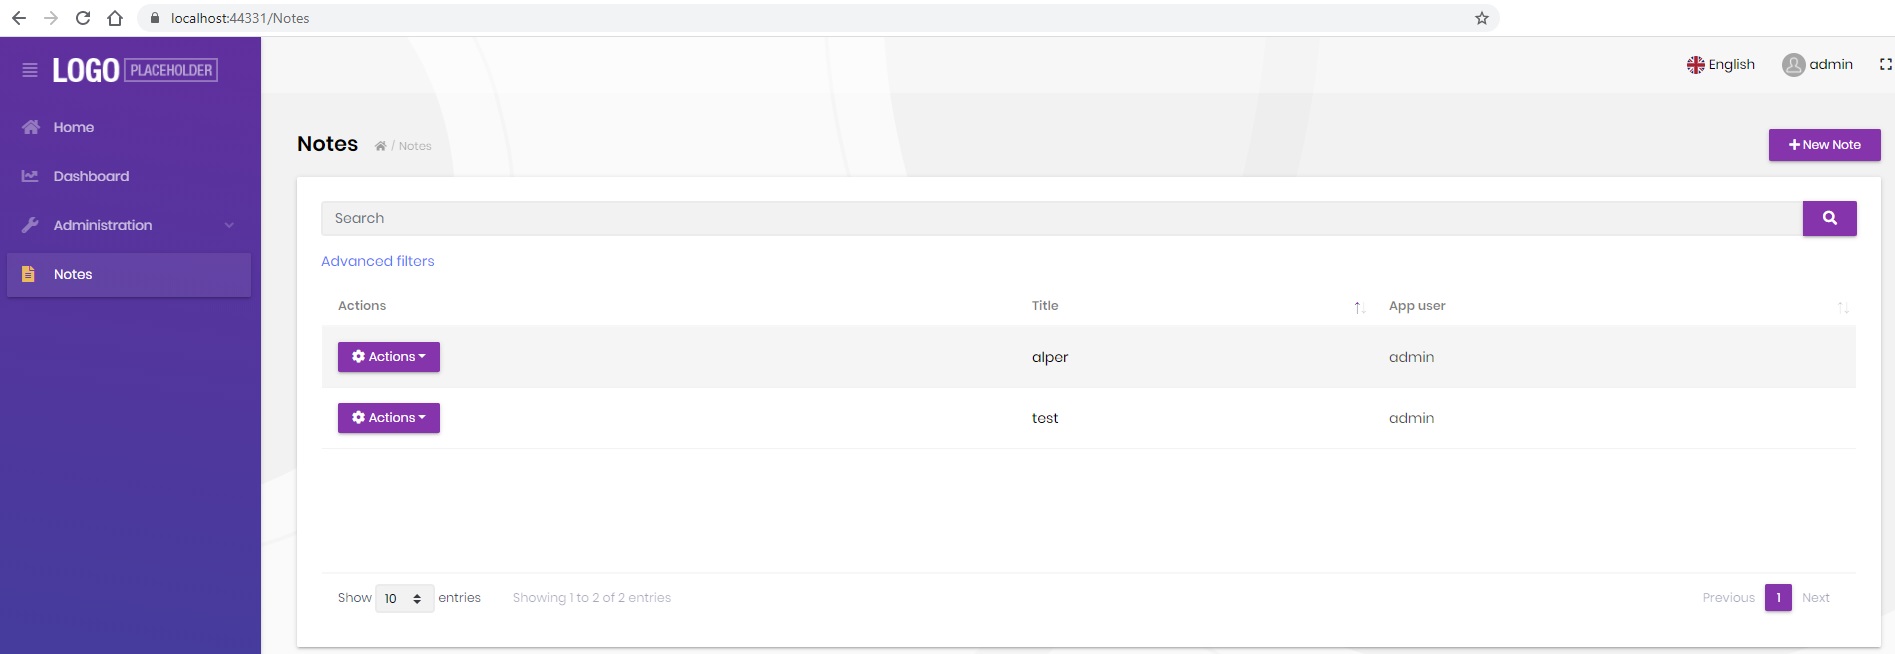 localhost:44331/Notes
LOGO PLACEHOLDER
English
admin
Home
Dashboard
Administration
Notes
Notes / Notes
New Note
Search
Advanced filters
Actions Title App user
Actions alper admin
Actions test admin
Show 10 entries Showing 1 to 2 of 2 entries Previous 1 Next